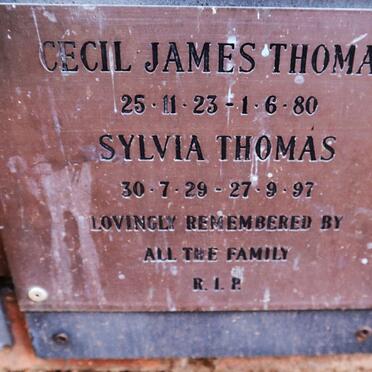 CECIL JAMES THOMA
25·11·23 - 1·6·80
SYLVIA THOMAS
30·7·29 - 27·9·97
LOVINGLY REMEMBERED BY
ALL THE FAMILY
R.I.P.